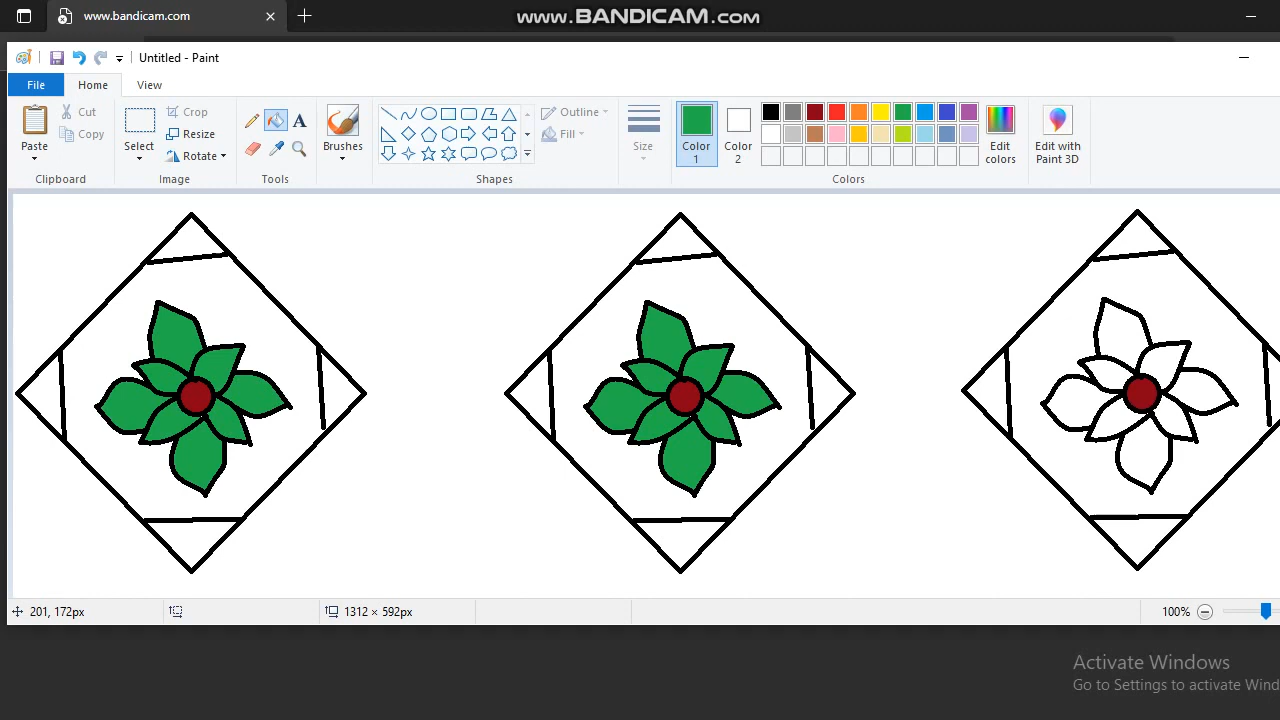 www.bandicam.com
www.BANDICAM.com
Untitled - Paint
File
Home
View
Paste
Cut
Copy
Clipboard
Select
Crop
Resize
Rotate
Image
A
Tools
Brushes
Outline
Fill
Shapes
Size
Color
1
Color
2
Edit
colors
Colors
Edit with
Paint 3D
201, 172px
1312 × 592px
100%
Activate Windows
Go to Settings to activate Wind